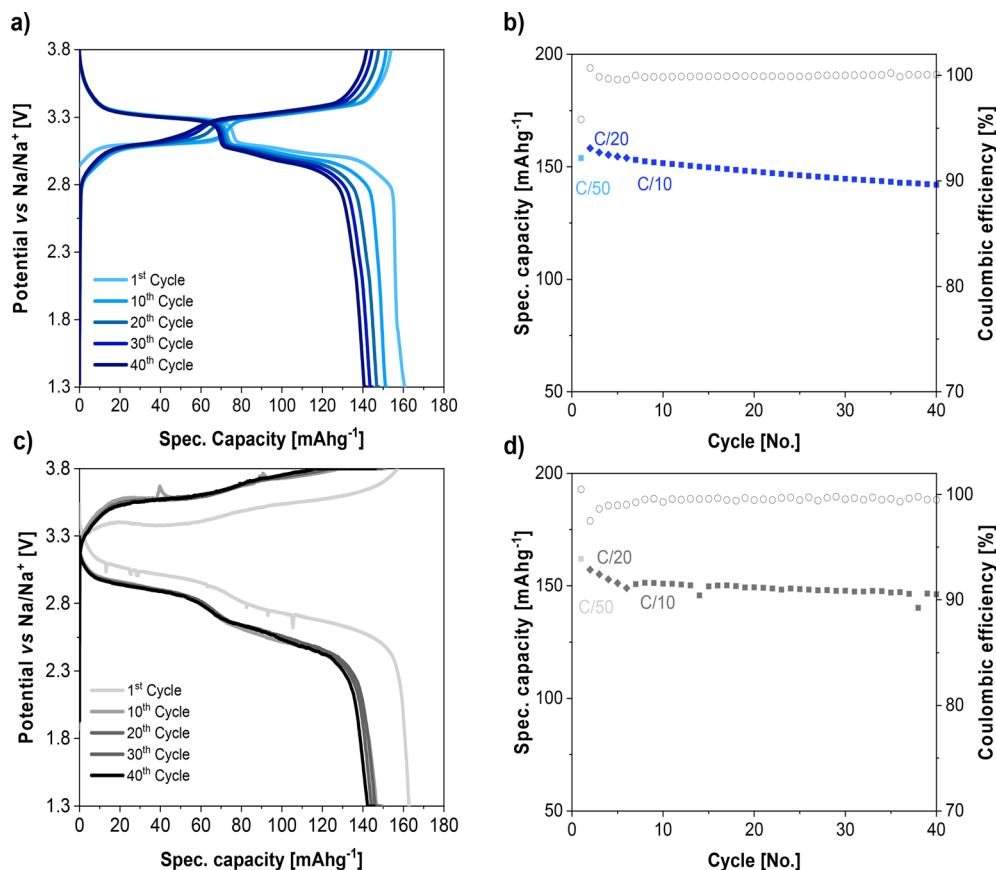 a)
3.8
3.3
2.8
2.3
1.8
1.3
Potential vs Na/Na⁺ [V]
1ˢᵗ Cycle
10ᵗʰ Cycle
20ᵗʰ Cycle
30ᵗʰ Cycle
40ᵗʰ Cycle
0 20 40 60 80 100 120 140 160 180
Spec. Capacity [mAhg⁻¹]
b)
200
150
100
50
Spec. capacity [mAhg⁻¹]
C/20
C/50
C/10
100
90
80
70
Coulombic efficiency [%]
0 10 20 30 40
Cycle [No.]
c)
3.8
3.3
2.8
2.3
1.8
1.3
Potential vs Na/Na⁺ [V]
1ˢᵗ Cycle
10ᵗʰ Cycle
20ᵗʰ Cycle
30ᵗʰ Cycle
40ᵗʰ Cycle
0 20 40 60 80 100 120 140 160 180
Spec. capacity [mAhg⁻¹]
d)
200
150
100
50
Spec. capacity [mAhg⁻¹]
C/20
C/50
C/10
100
90
80
70
Coulombic efficiency [%]
0 10 20 30 40
Cycle [No.]